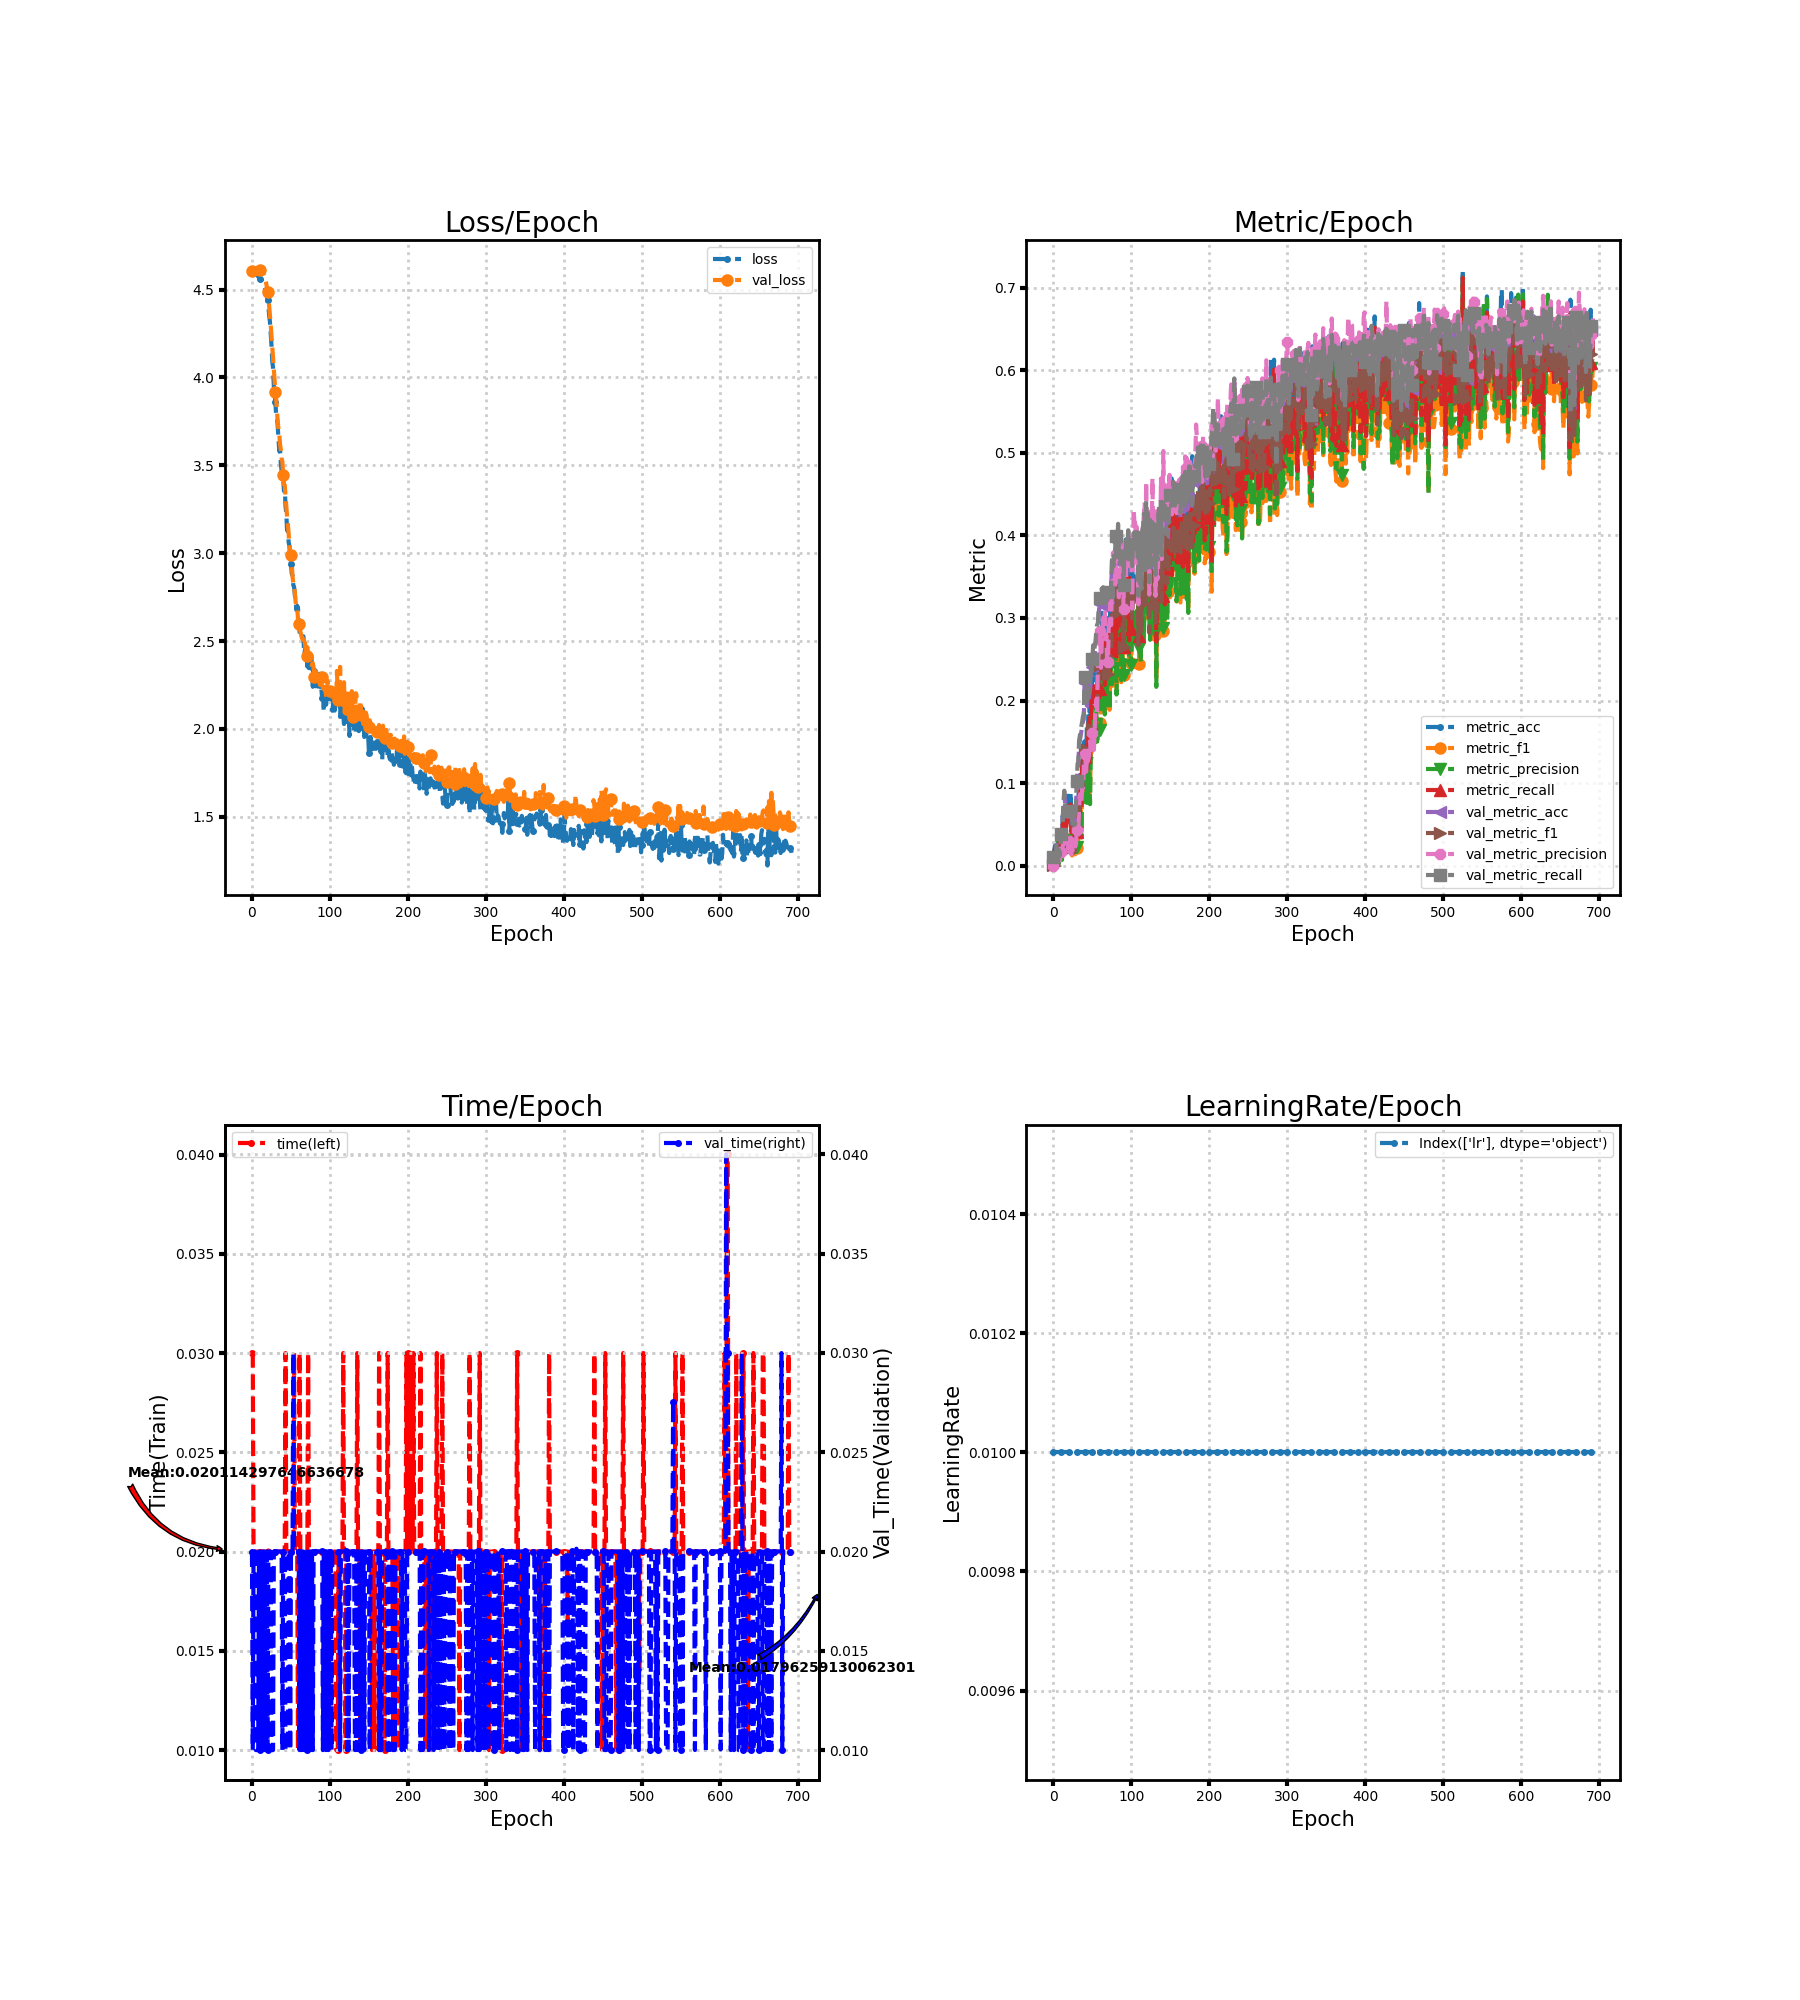 Loss/Epoch
loss
val_loss
4.5
4.0
3.5
3.0
2.5
2.0
1.5
Loss
0
100
200
300
400
500
600
700
Epoch
Metric/Epoch
0.7
0.6
0.5
0.4
0.3
0.2
0.1
0.0
Metric
metric_acc
metric_f1
metric_precision
metric_recall
val_metric_acc
val_metric_f1
val_metric_precision
val_metric_recall
0
100
200
300
400
500
600
700
Epoch
Time/Epoch
time(left)
val_time(right)
0.040
0.035
0.030
0.025
0.020
0.015
0.010
Time(Train)
Mean:0.020114297646636678
0.040
0.035
0.030
0.025
0.020
0.015
0.010
Val_Time(Validation)
Mean:0.01796259130062301
0
100
200
300
400
500
600
700
Epoch
LearningRate/Epoch
Index(['lr'], dtype='object')
0.0104
0.0102
0.0100
0.0098
0.0096
LearningRate
0
100
200
300
400
500
600
700
Epoch